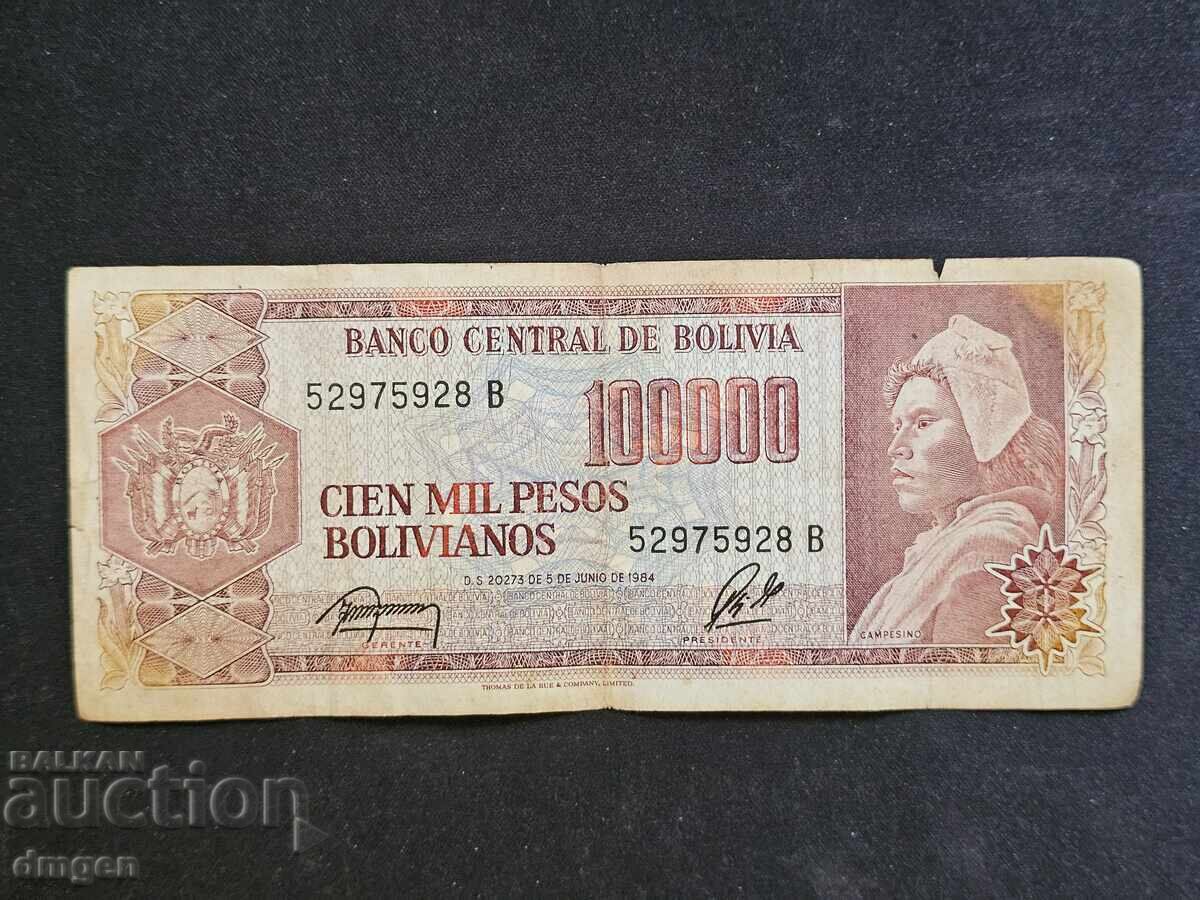 BANCO CENTRAL DE BOLIVIA
52975928 B
100000
CIEN MIL PESOS
BOLIVIANOS
52975928 B
D.S. 20273 DE 5 DE JUNIO DE 1984
GERENTE
PRESIDENTE
CAMPESINO
THOMAS DE LA RUE & COMPANY, LIMITED.
BALKAN
auction
dmgen